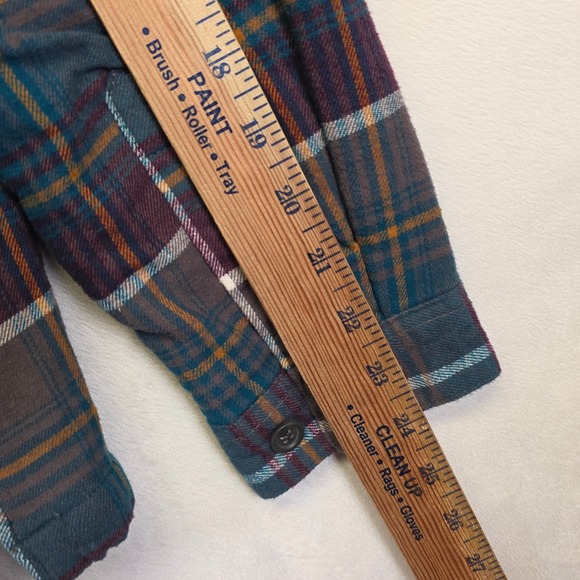 18
19
20
21
22
23
24
25
26
27
PAINT
• Brush • Roller • Tray
CLEAN UP
• Cleaner • Rags • Gloves